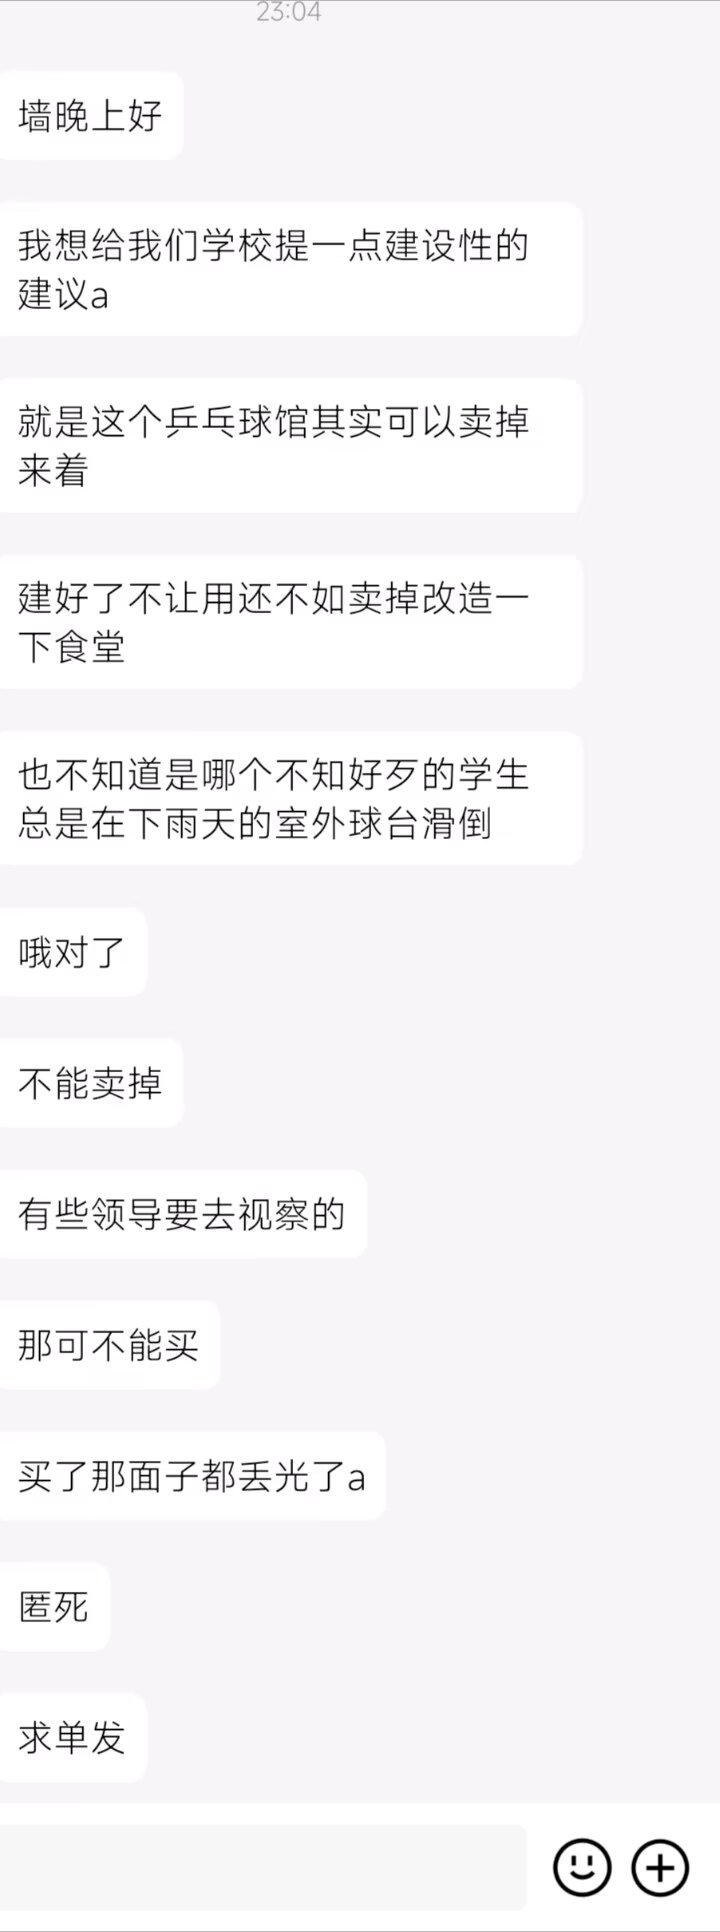 23:04
墙晚上好
我想给我们学校提一点建设性的
建议a
就是这个乒乓球馆其实可以卖掉
来着
建好了不让用还不如卖掉改造一
下食堂
也不知道是哪个不知好歹的学生
总是在下雨天的室外球台滑倒
哦对了
不能卖掉
有些领导要去视察的
那可不能买
买了那面子都丢光了a
匿死
求单发